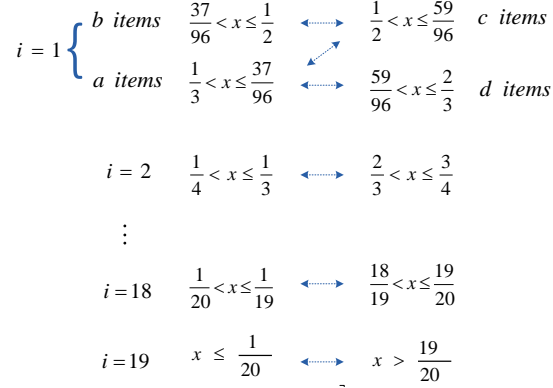 b items 37/96 < x ≤ 1/2 1/2 < x ≤ 59/96 c items
i = 1
a items 1/3 < x ≤ 37/96 59/96 < x ≤ 2/3 d items
i = 2 1/4 < x ≤ 1/3 2/3 < x ≤ 3/4
⋮
i = 18 1/20 < x ≤ 1/19 18/19 < x ≤ 19/20
i = 19 x ≤ 1/20 x > 19/20